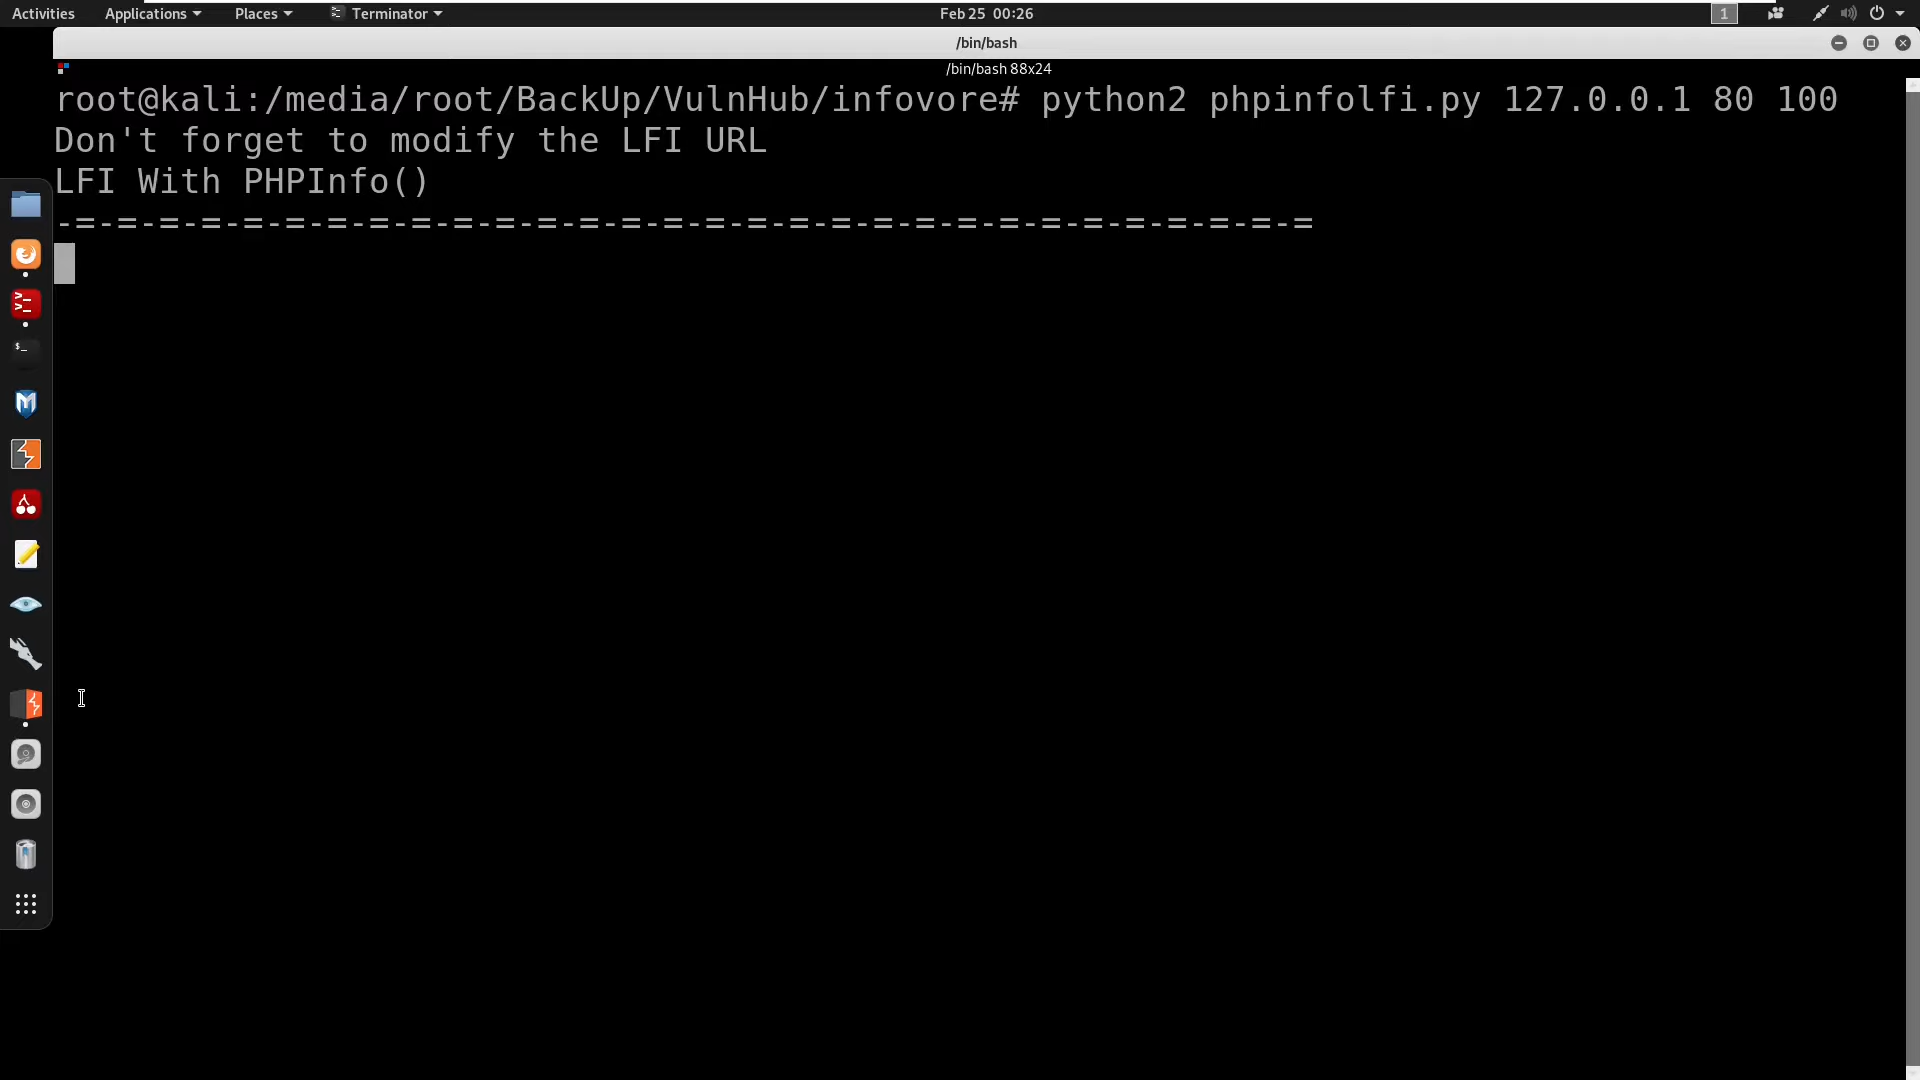 Activities Applications Places Terminator Feb 25 00:26 1
/bin/bash
/bin/bash 88x24
root@kali:/media/root/BackUp/VulnHub/infovore# python2 phpinfolfi.py 127.0.0.1 80 100
Don't forget to modify the LFI URL
LFI With PHPInfo()
-=-=-=-=-=-=-=-=-=-=-=-=-=-=-=-=-=-=-=-=-=-=-=-=-=-=-=-=-=-=